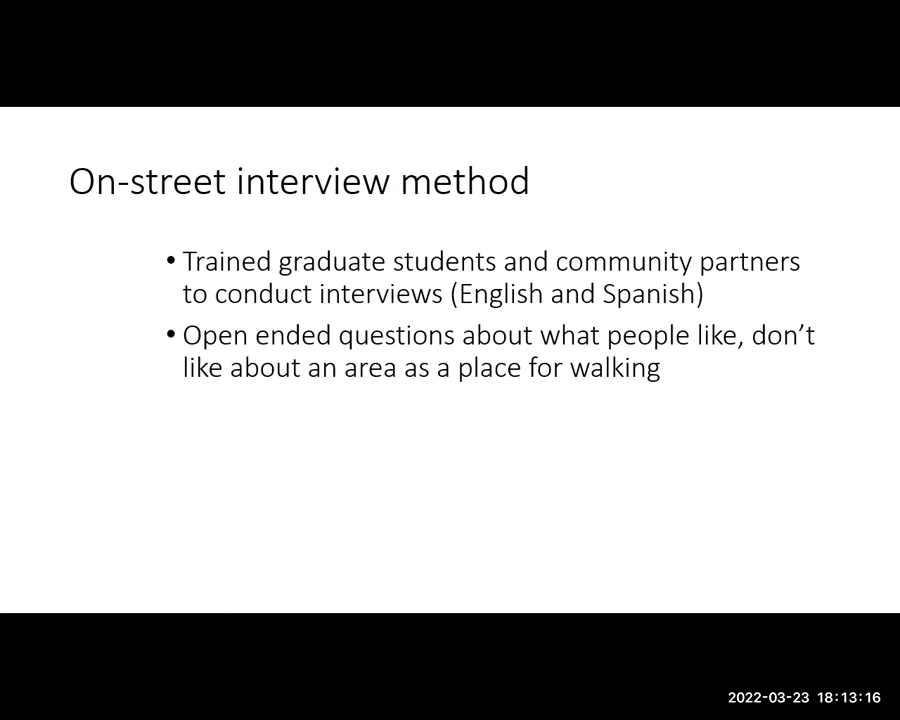 On-street interview method
• Trained graduate students and community partners
to conduct interviews (English and Spanish)
• Open ended questions about what people like, don’t
like about an area as a place for walking
2022-03-23 18:13:16